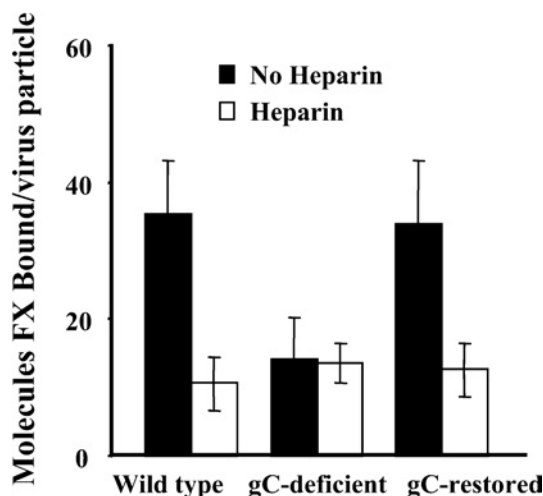 Molecules FX Bound/virus particle
60
40
20
0
No Heparin
Heparin
Wild type gC-deficient gC-restored